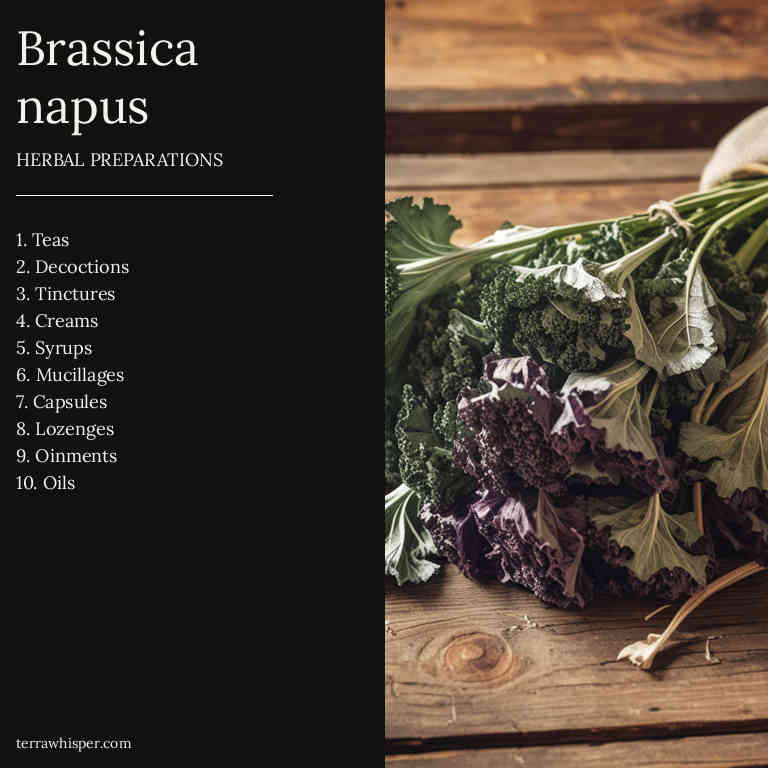 Brassica
napus
HERBAL PREPARATIONS
1. Teas
2. Decoctions
3. Tinctures
4. Creams
5. Syrups
6. Mucillages
7. Capsules
8. Lozenges
9. Oinments
10. Oils
terrawhisper.com